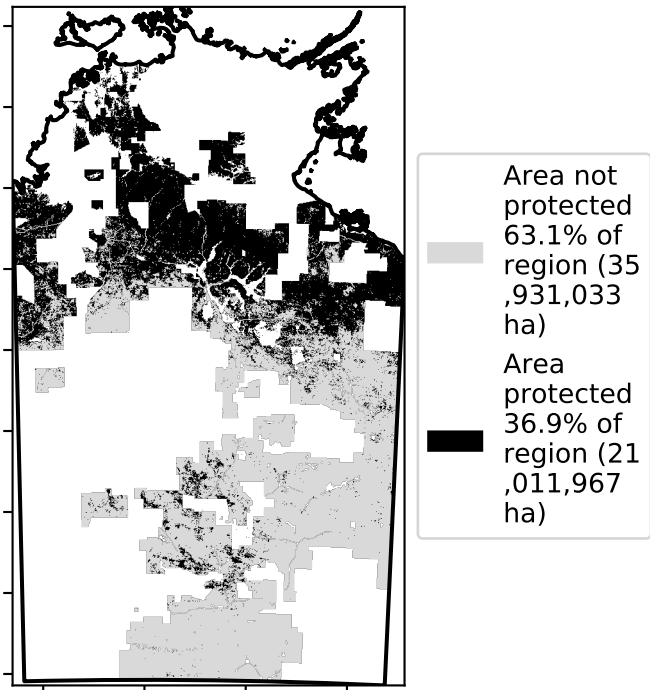 Area not
protected
63.1% of
region (35
,931,033
ha)
Area
protected
36.9% of
region (21
,011,967
ha)